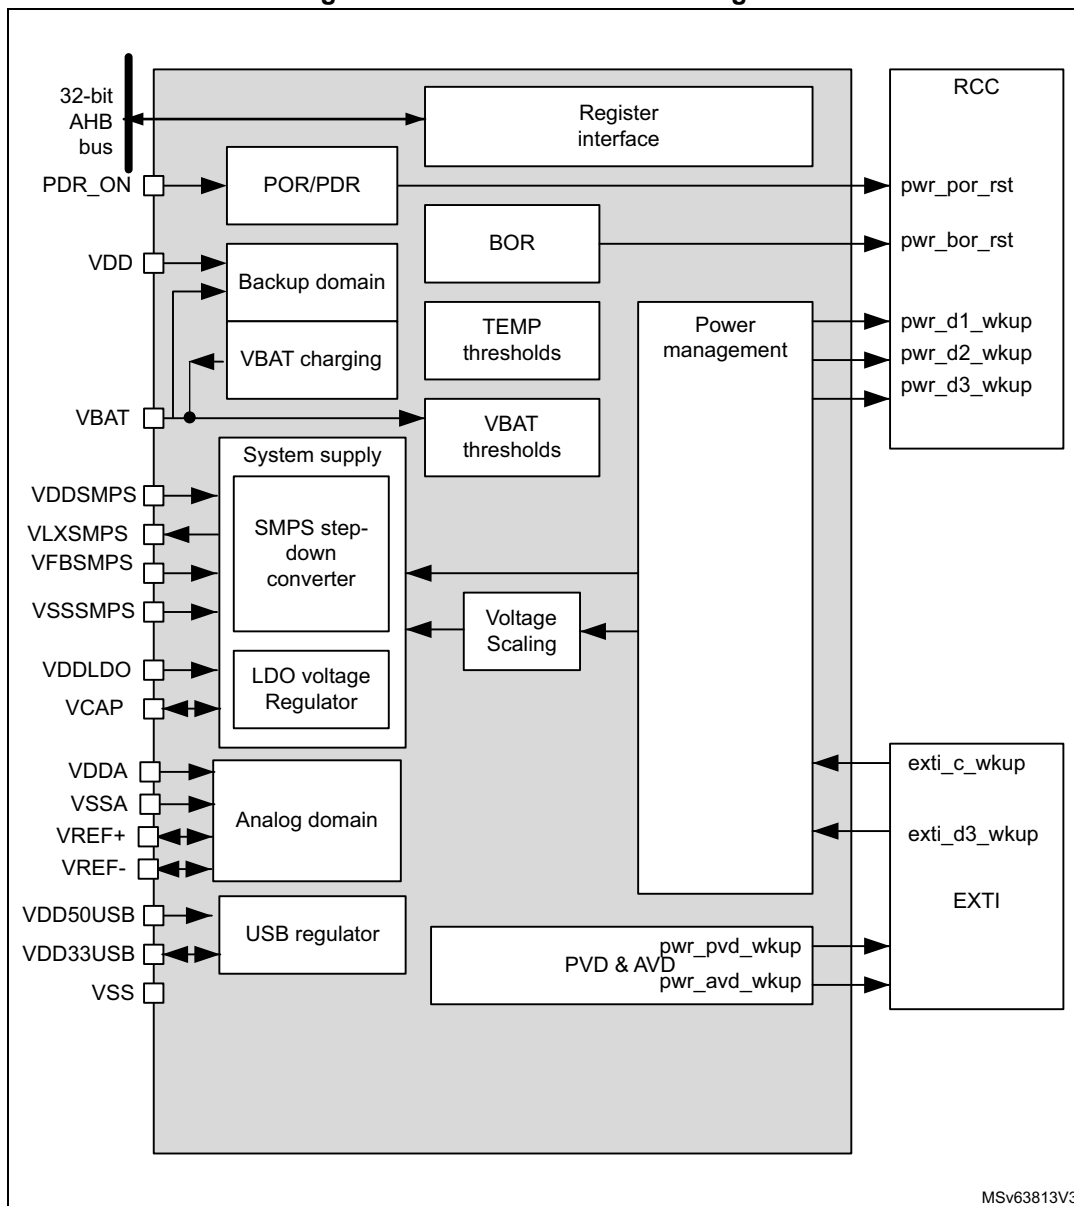 32-bit
AHB
bus
Register
interface
RCC
PDR_ON
POR/PDR
pwr_por_rst
BOR
pwr_bor_rst
VDD
Backup domain
TEMP
thresholds
Power
management
pwr_d1_wkup
pwr_d2_wkup
pwr_d3_wkup
VBAT charging
VBAT
VBAT
thresholds
System supply
VDDSMPS
VLXSMPS
VFBSMPS
VSSSMPS
SMPS step-
down
converter
Voltage
Scaling
VDDLDO
VCAP
LDO voltage
Regulator
VDDA
VSSA
VREF+
VREF-
Analog domain
exti_c_wkup
exti_d3_wkup
EXTI
VDD50USB
VDD33USB
VSS
USB regulator
PVD & AVD
pwr_pvd_wkup
pwr_avd_wkup
MSv63813V3